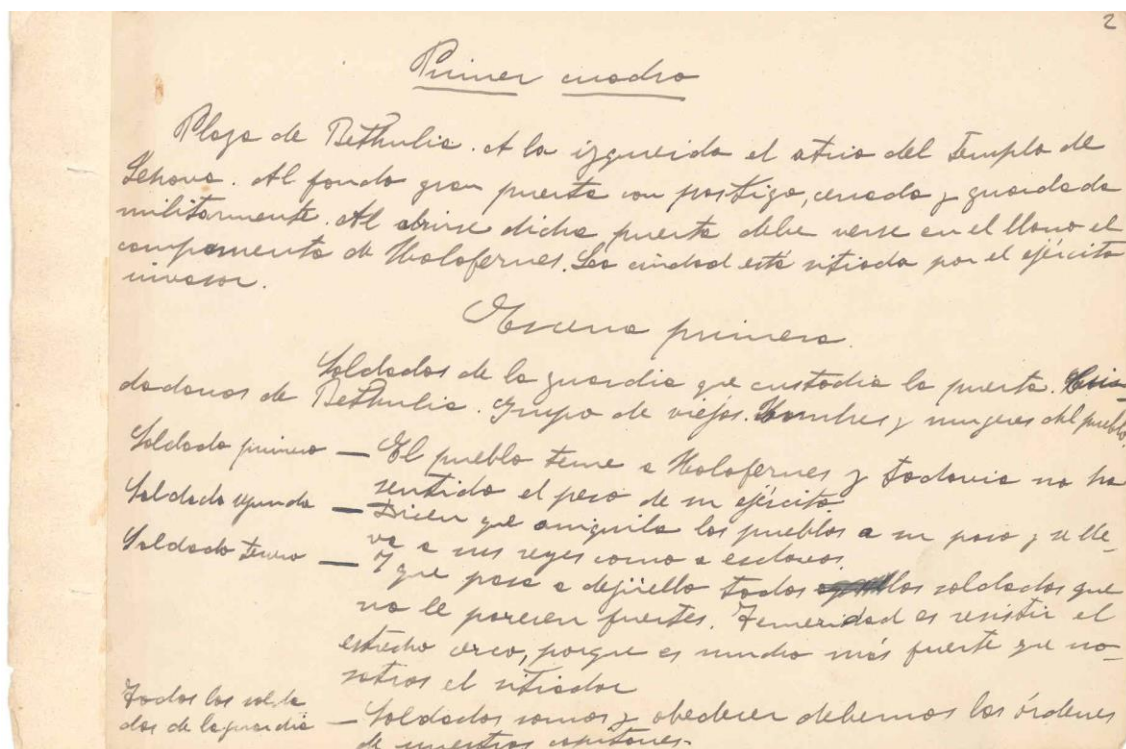 2
Primer cuadro
Plaza de Bethulia. A la izquierda el atrio del Templo de
Jehova. Al fondo gran puerta con postigo, cerrada y guardada
militarmente. Al abrirse dicha puerta debe verse en el llano el
campamento de Holofernes. La ciudad está sitiada por el ejército
invasor.
Escena primera.
Soldados de la guardia que custodia la puerta. Ciu-
dadanos de Bethulia. Grupo de viejos. Hombres y mujeres del pueblo.
Soldado primero — El pueblo teme a Holofernes y todavia no ha
sentido el peso de su ejército.
Soldado segundo — Dicen que aniquila los pueblos a su paso y se lle-
va a sus reyes como a esclavos.
Soldado tercero — Y que pasa a degüello todos los soldados que
no le parecen fuertes. Temeridad es resistir el
estrecho cerco, porque es mucho más fuerte que no-
sotros el sitiador
Todos los solda
dos de la guardia — Soldados somos y obedecer debemos las órdenes
de nuestros capitanes.